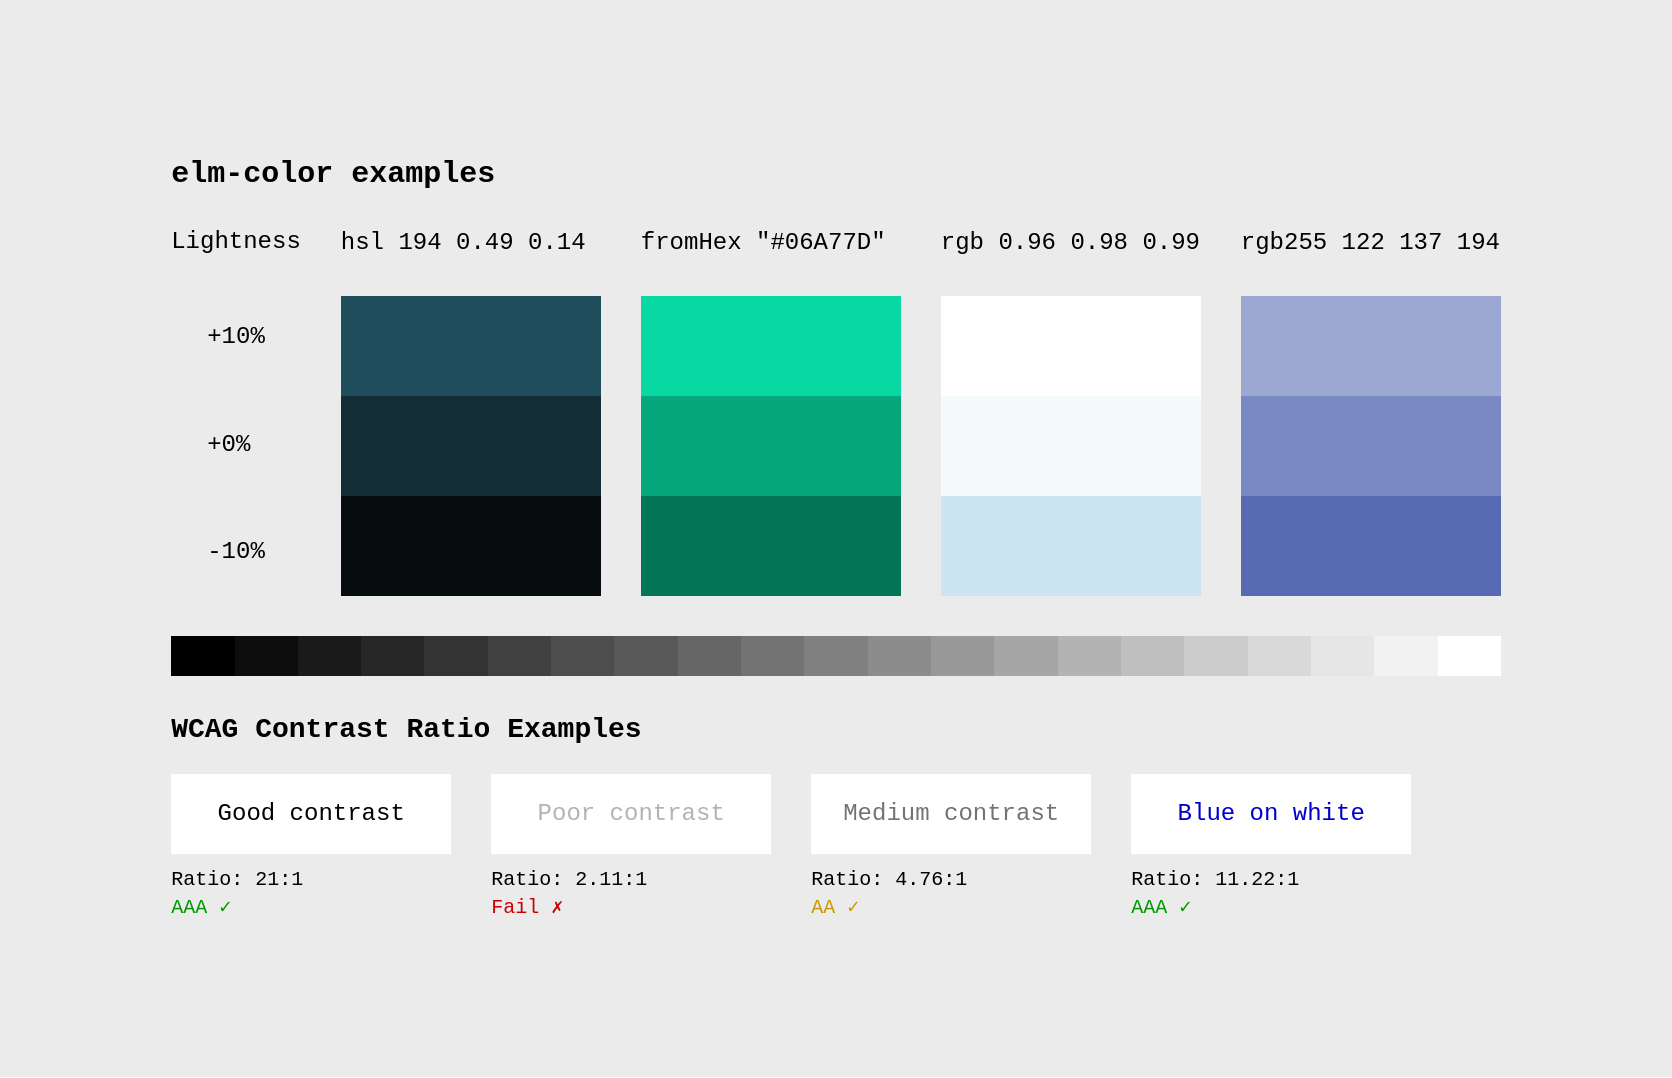 elm-color examples
Lightness hsl 194 0.49 0.14 fromHex "#06A77D" rgb 0.96 0.98 0.99 rgb255 122 137 194
+10%
+0%
-10%
WCAG Contrast Ratio Examples
Good contrast Poor contrast Medium contrast Blue on white
Ratio: 21:1 Ratio: 2.11:1 Ratio: 4.76:1 Ratio: 11.22:1
AAA ✓ Fail ✗ AA ✓ AAA ✓